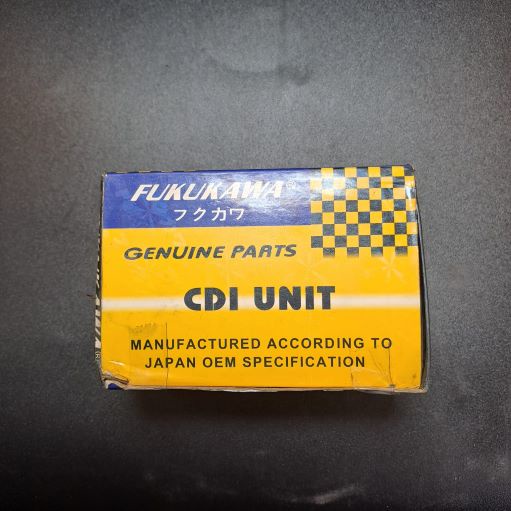 FUKUKAWA®
フクカワ
GENUINE PARTS
CDI UNIT
MANUFACTURED ACCORDING TO
JAPAN OEM SPECIFICATION